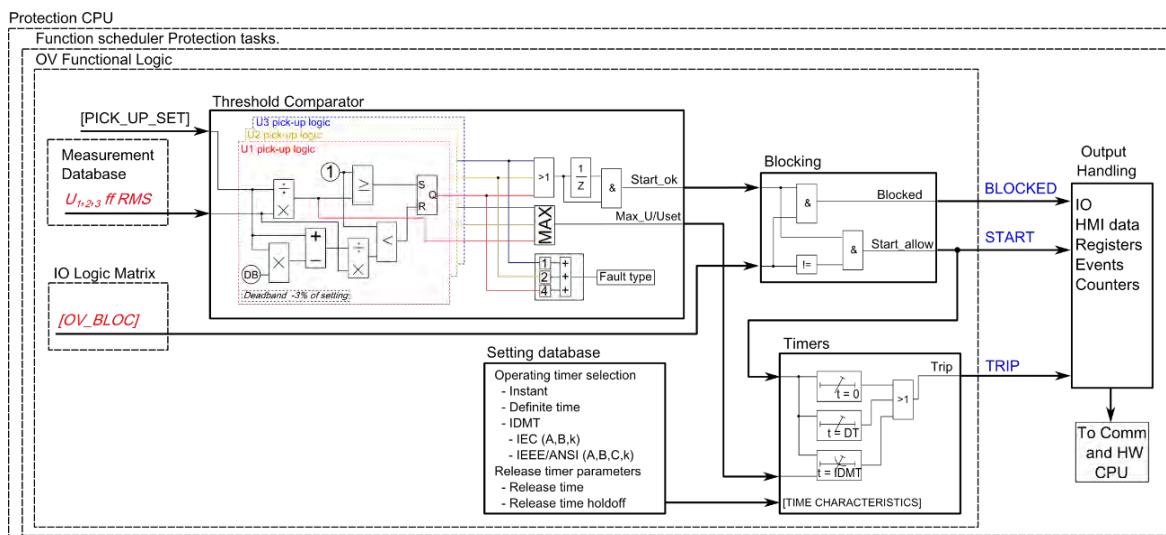 Protection CPU
Function scheduler Protection tasks.
OV Functional Logic
[PICK_UP_SET]
Measurement
Database
U1,2,3 ff RMS
IO Logic Matrix
[OV_BLOC]
Threshold Comparator
U3 pick-up logic
U2 pick-up logic
U1 pick-up logic
1
÷
×
≥
S
R
Q
+
−
÷
×
<
DB
×
Deadband -3% of setting
>1
1
Z
&
Start_ok
MAX
Max_U/Uset
1 +
2 +
4 +
Fault type
Blocking
&
Blocked
!=
&
Start_allow
BLOCKED
START
TRIP
Output
Handling
IO
HMI data
Registers
Events
Counters
To Comm
and HW
CPU
Setting database
Operating timer selection
- Instant
- Definite time
- IDMT
- IEC (A,B,k)
- IEEE/ANSI (A,B,C,k)
Release timer parameters
- Release time
- Release time holdoff
Timers
t = 0
t = DT
t = IDMT
>1
Trip
[TIME CHARACTERISTICS]